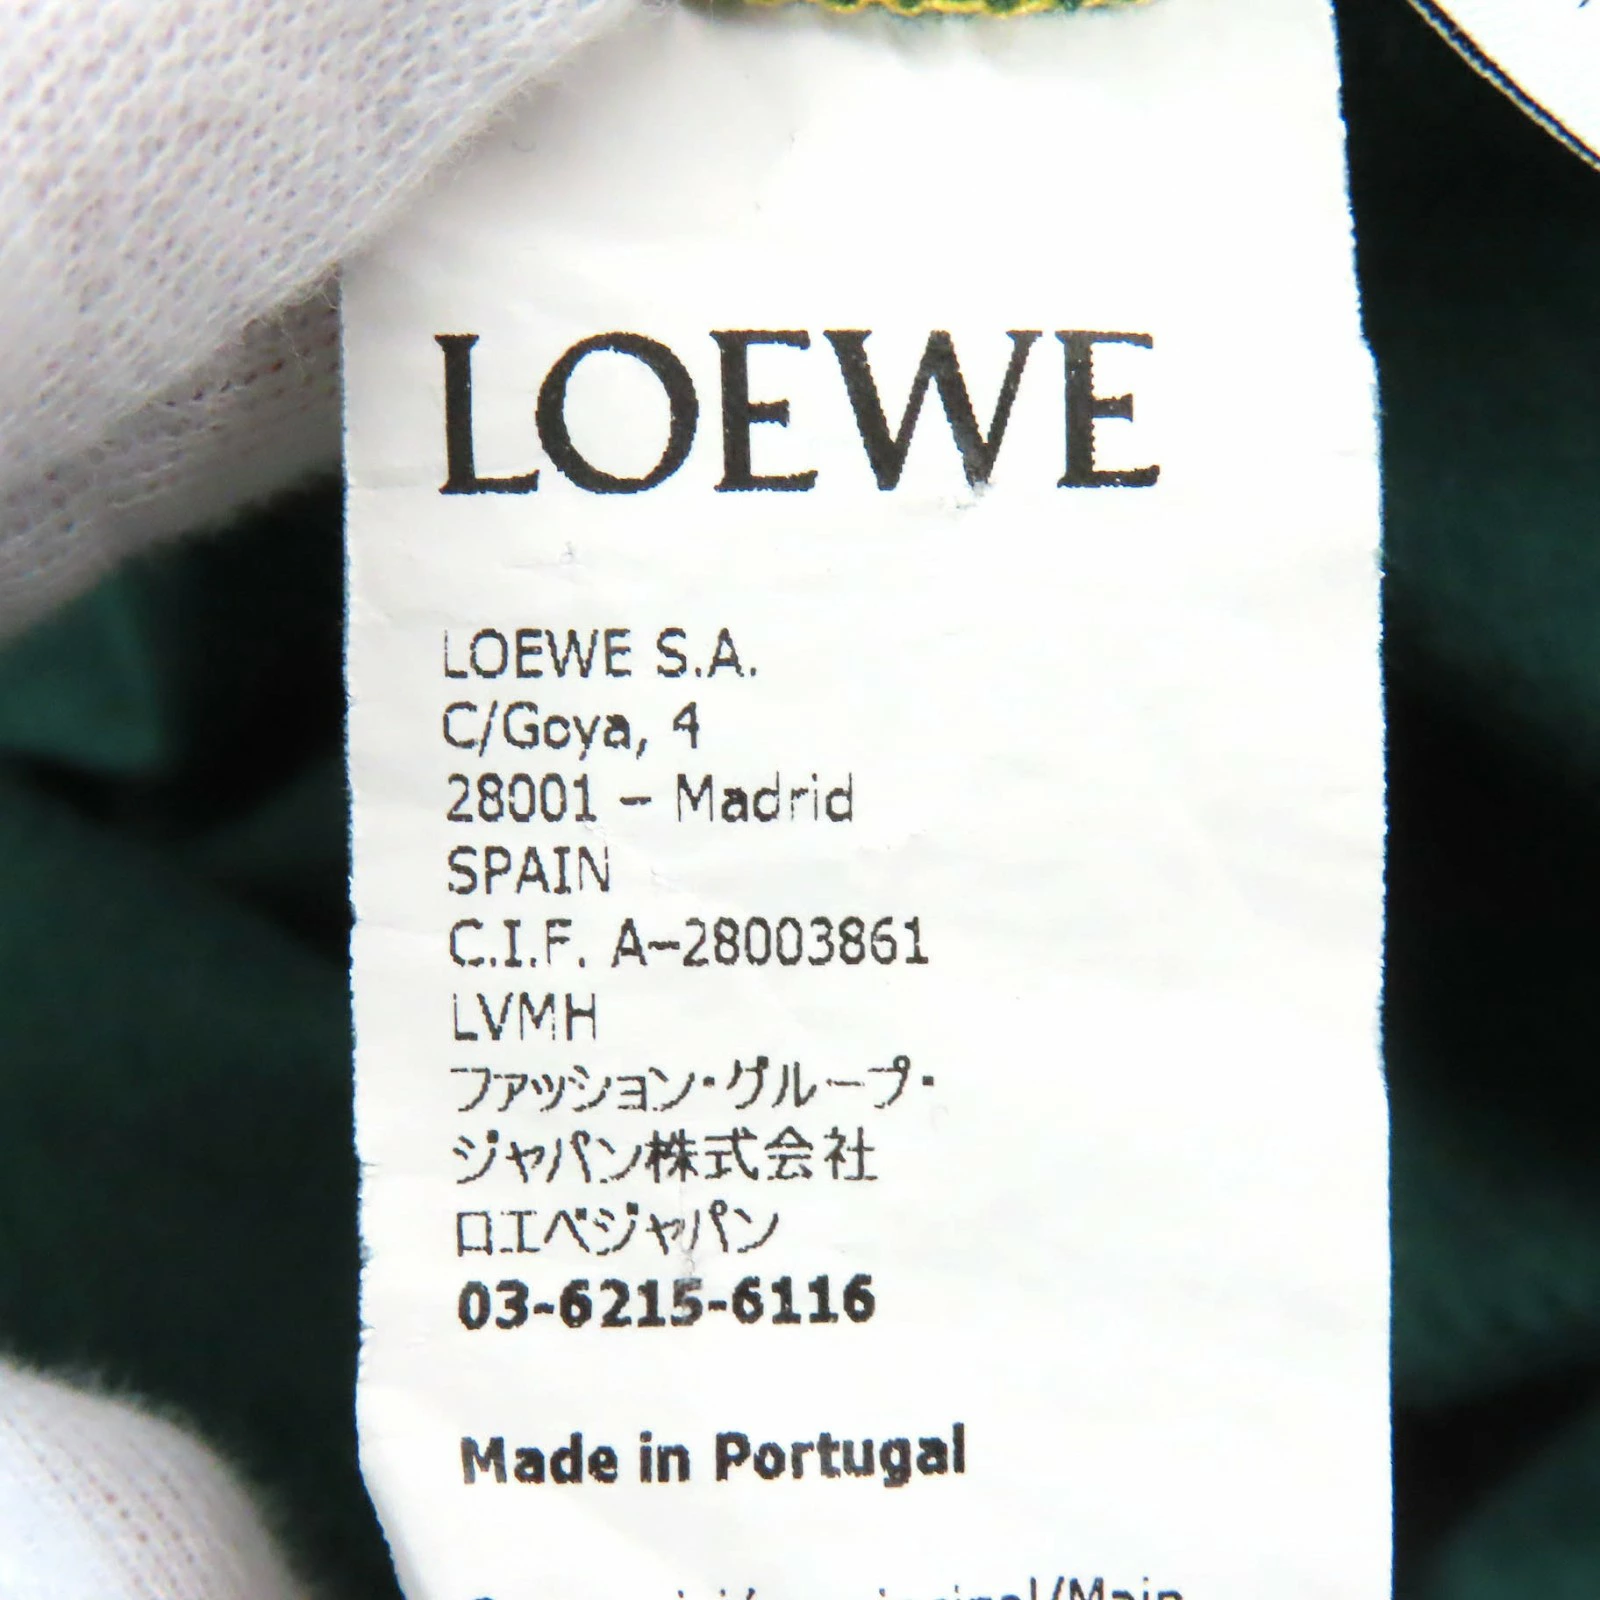 LOEWE
LOEWE S.A.
C/Goya, 4
28001 – Madrid
SPAIN
C.I.F. A–28003861
LVMH
ファッション・グループ・
ジャパン株式会社
ロエベジャパン
03-6215-6116
Made in Portugal